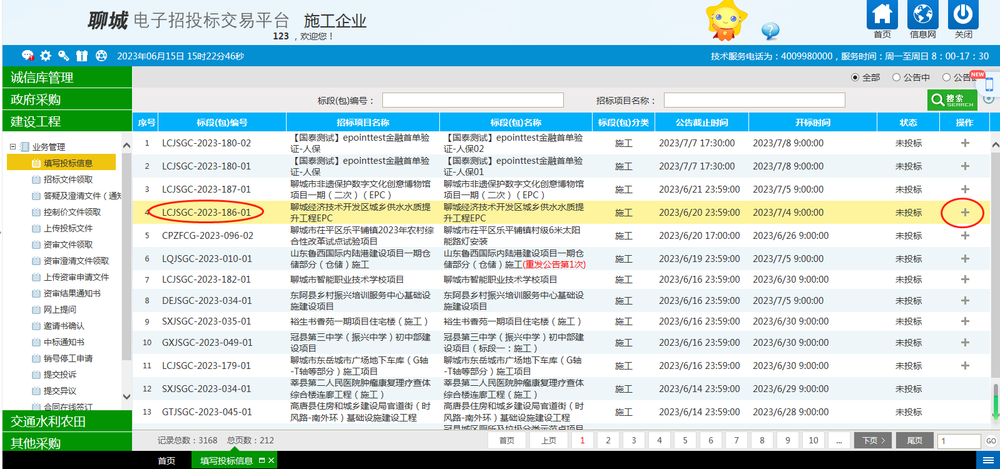 聊城 电子招投标交易平台 施工企业
123 ，欢迎您！
首页 信息网 关闭
2023年06月15日 15时22分46秒
技术服务电话为：4009980000，服务时间：周一至周日 8：00-17：30
诚信库管理
政府采购
建设工程
业务管理
填写投标信息
招标文件领取
答疑及澄清文件（通知
控制价文件领取
上传投标文件
资审文件领取
资审澄清文件领取
上传资审申请文件
资审结果通知书
网上提问
邀请书确认
中标通知书
销号停工申请
提交投诉
提交异议
合同在线签订
交通水利农田
其他采购
全部 公告中 公告
NEW
标段(包)编号：
招标项目名称：
搜索
SEARCH
序号 标段(包)编号 招标项目名称 标段(包)名称 标段(包)分类 公告截止时间 开标时间 状态 操作
1 LCJSGC-2023-180-02 【国泰测试】epointtest金融首单验 【国泰测试】epointtest金融首单验 施工 2023/7/7 17:30:00 2023/7/8 9:00:00 未投标
证-人保 证-人保02
2 LCJSGC-2023-180-01 【国泰测试】epointtest金融首单验 【国泰测试】epointtest金融首单验 施工 2023/7/7 17:30:00 2023/7/8 9:00:00 未投标
证-人保 证-人保01
3 LCJSGC-2023-187-01 聊城市非遗保护数字文化创意博物馆 聊城市非遗保护数字文化创意博物馆 施工 2023/6/21 23:59:00 2023/7/5 9:00:00 未投标
项目一期（二次）（EPC） 项目一期（二次）（EPC）
4 LCJSGC-2023-186-01 聊城经济技术开发区城乡供水水质提 聊城经济技术开发区城乡供水水质提 施工 2023/6/20 23:59:00 2023/7/4 9:00:00 未投标
升工程EPC 升工程EPC
5 CPZFCG-2023-096-02 聊城市茌平区乐平铺镇2023年农村综 聊城市茌平区乐平铺镇村级6米太阳 施工 2023/6/20 17:00:00 2023/6/26 9:00:00 未投标
合性改革试点试验项目 能路灯安装
6 LQJSGC-2023-010-01 山东鲁西国际内陆港建设项目一期仓 山东鲁西国际内陆港建设项目一期仓 施工 2023/6/19 23:59:00 2023/7/5 9:00:00 未投标
储部分（仓储）施工 储部分（仓储）施工(重发公告第1次)
7 LCJSGC-2023-182-01 聊城市智能职业技术学校项目 聊城市智能职业技术学校项目 施工 2023/6/16 23:59:00 2023/6/30 9:00:00 未投标
8 DEJSGC-2023-034-01 东阿县乡村振兴培训服务中心基础设 东阿县乡村振兴培训服务中心基础设 施工 2023/6/16 23:59:00 2023/7/5 9:00:00 未投标
施建设项目 施建设项目
9 SXJSGC-2023-035-01 裕生书香苑一期项目住宅楼（施工） 裕生书香苑一期项目住宅楼（施工） 施工 2023/6/16 23:59:00 2023/6/30 9:00:00 未投标
10 GXJSGC-2023-049-01 冠县第三中学（振兴中学）初中部建 冠县第三中学（振兴中学）初中部建 施工 2023/6/16 23:59:00 2023/6/30 9:00:00 未投标
设项目 设项目（标段一：施工）
11 LCJSGC-2023-179-01 聊城市东岳城市广场地下车库（G轴 聊城市东岳城市广场地下车库（G轴 施工 2023/6/16 23:59:00 2023/6/30 9:00:00 未投标
-T轴等部分）施工项目 -T轴等部分）施工项目
12 SXJSGC-2023-034-01 莘县第二人民医院肿瘤康复理疗查体 莘县第二人民医院肿瘤康复理疗查体 施工 2023/6/14 23:59:00 2023/6/29 9:00:00 未投标
综合楼连廊工程（施工） 综合楼连廊工程（施工）
13 GTJSGC-2023-045-01 高唐县住房和城乡建设局官道街（时 高唐县住房和城乡建设局官道街（时 施工 2023/6/14 23:59:00 2023/6/28 9:00:00 未投标
风路-南外环）基础设施建设工程 风路-南外环）基础设施建设工程
冠县城区厕所及垃圾分类示范点项目
记录总数：3168 总页数：212
首页 上页 1 2 3 4 5 6 7 8 9 10 ... 下页 尾页 1 GO
首页 填写投标信息